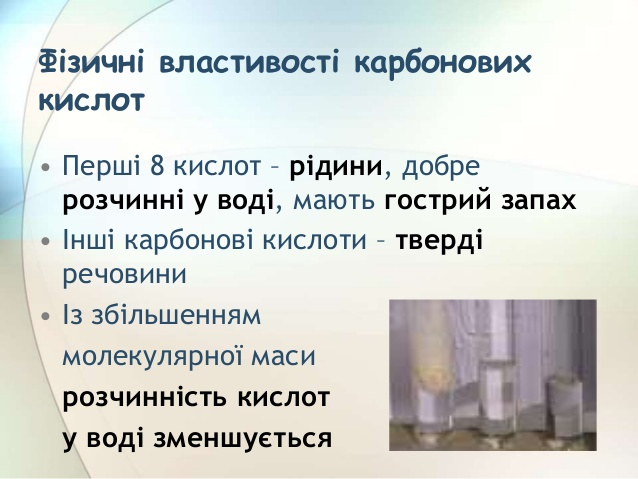 Фізичні властивості карбонових
кислот
• Перші 8 кислот – рідини, добре
розчинні у воді, мають гострий запах
• Інші карбонові кислоти – тверді
речовини
• Із збільшенням
молекулярної маси
розчинність кислот
у воді зменшується